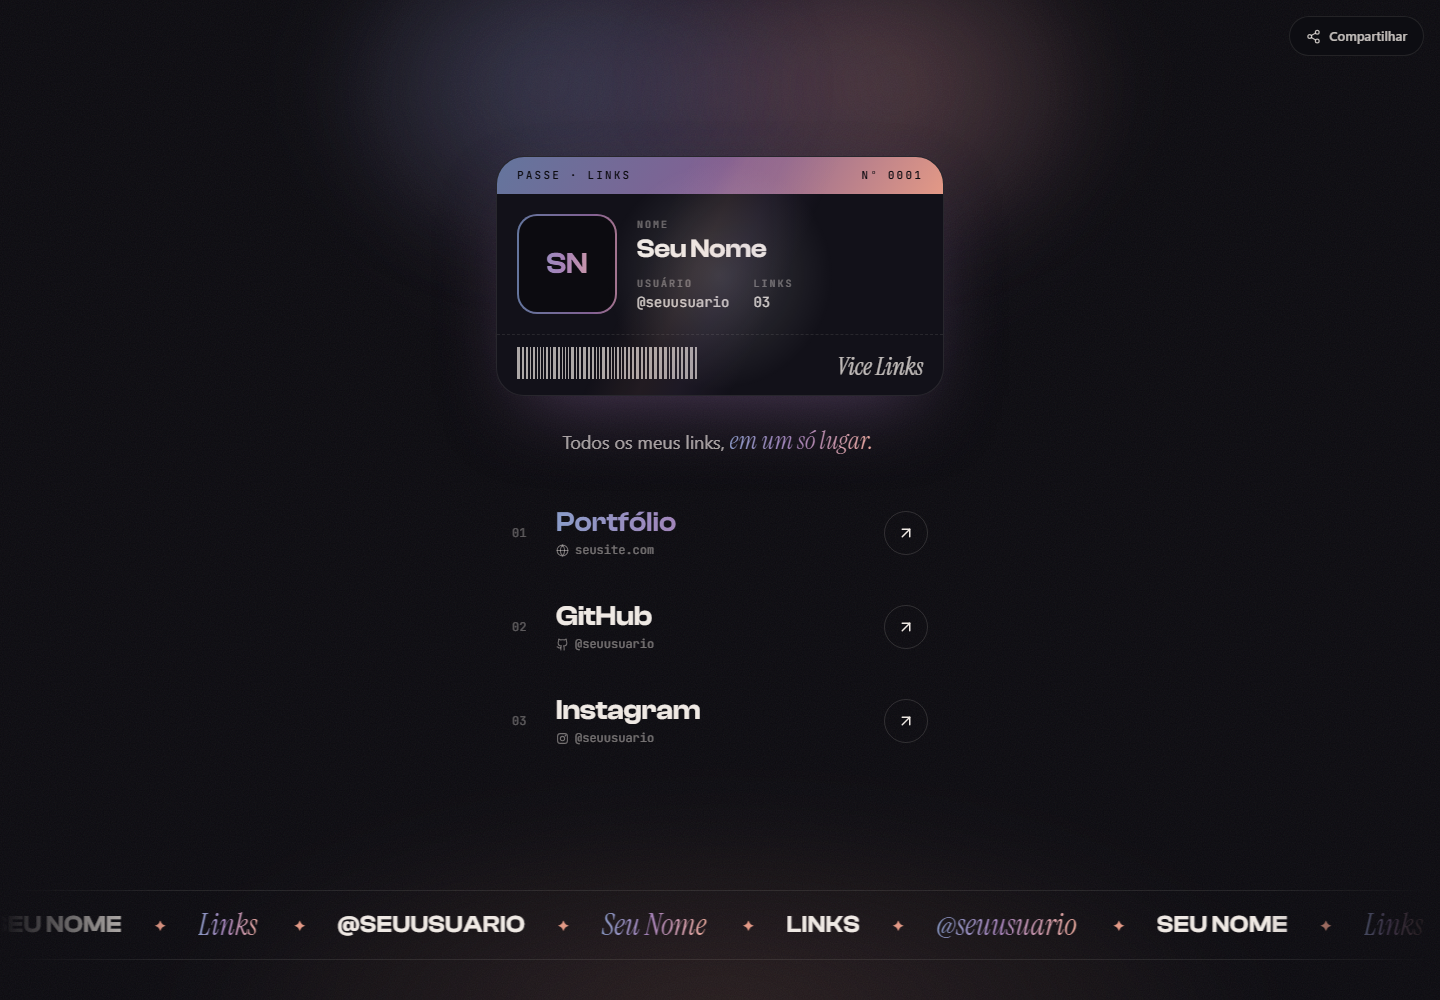 Compartilhar
PASSE · LINKS
N° 0001
SN
NOME
Seu Nome
USUÁRIO
LINKS
@seuusuario
03
Vice Links
Todos os meus links, em um só lugar.
01
Portfólio
seusite.com
02
GitHub
@seuusuario
03
Instagram
@seuusuario
SEU NOME ✦ Links ✦ @SEUUSUARIO ✦ Seu Nome ✦ LINKS ✦ @seuusuario ✦ SEU NOME ✦ Links